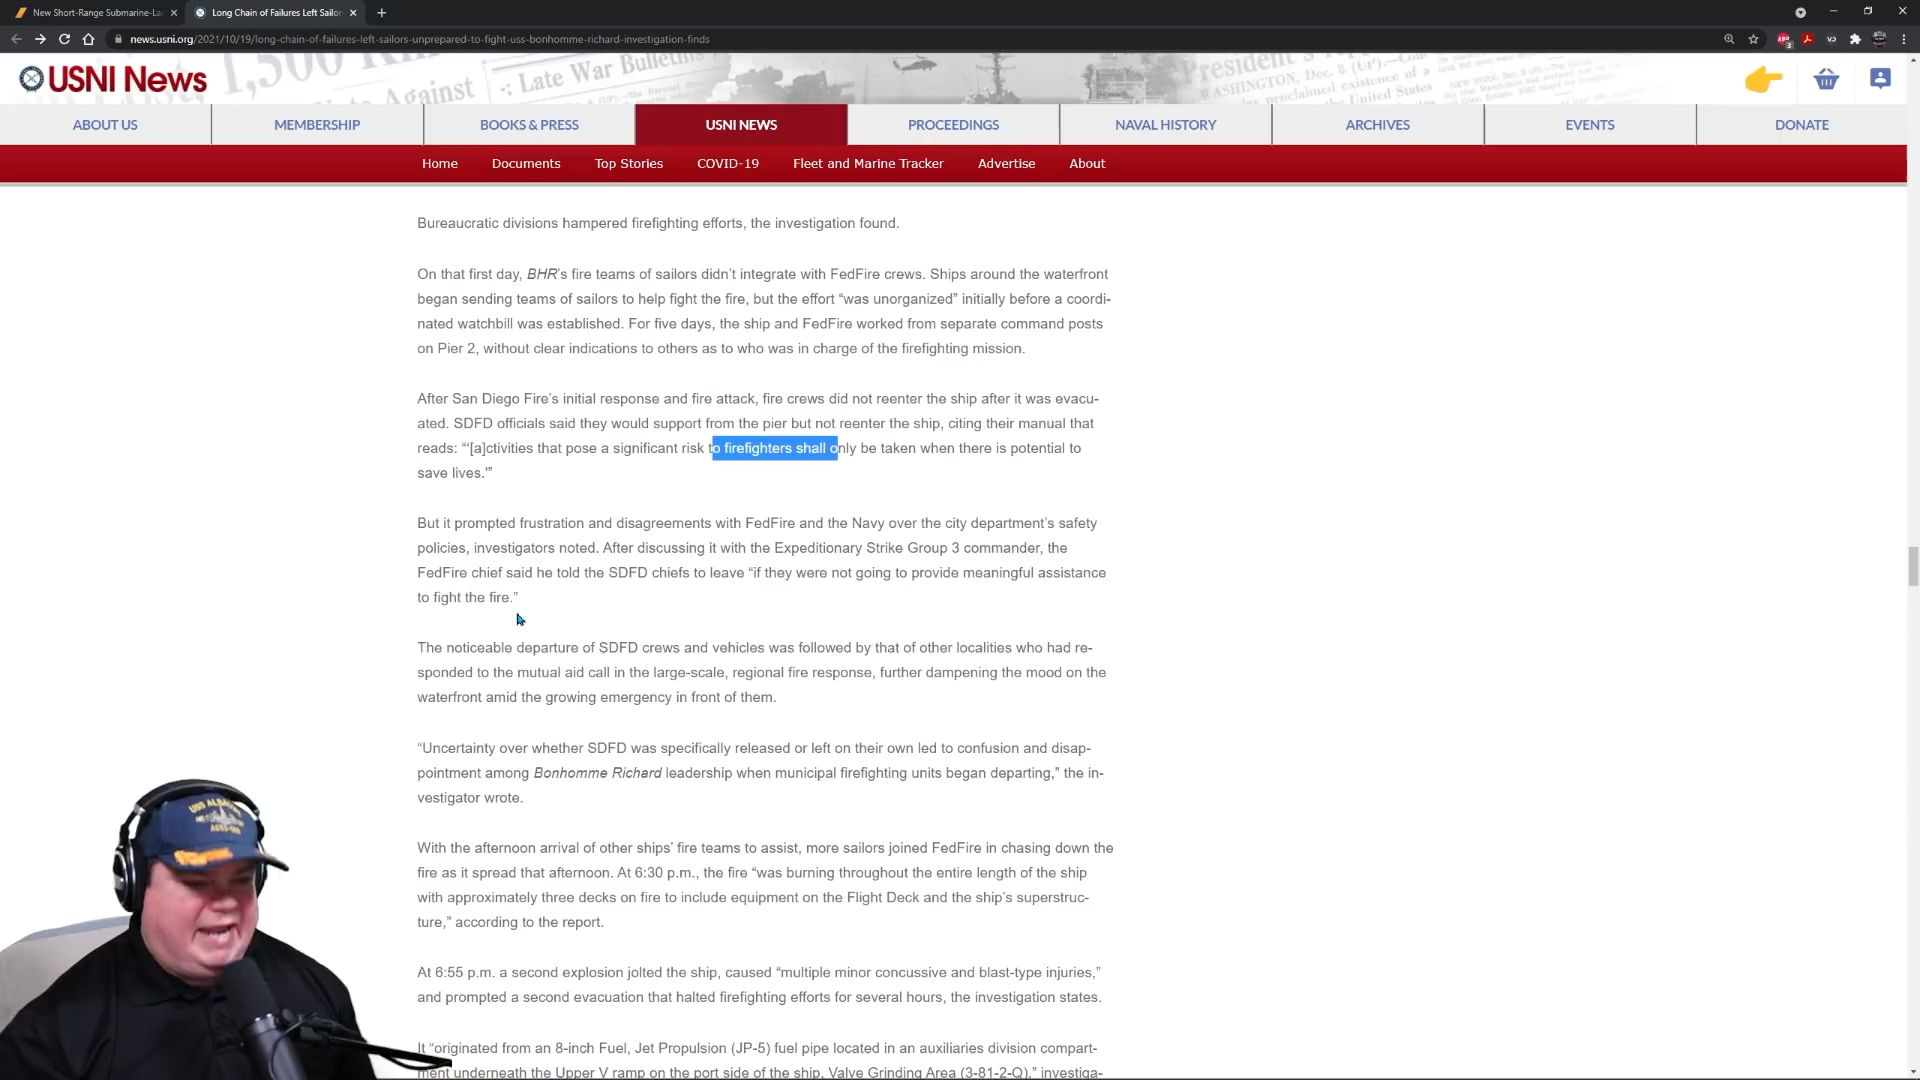 New Short-Range Submarine-La
Long Chain of Failures Left Sailor
news.usni.org/2021/10/19/long-chain-of-failures-left-sailors-unprepared-to-fight-uss-bonhomme-richard-investigation-finds
USNI News
Against
Late War Bulletins
President's
WASHINGTON, Dec. 8 (UP).
proclaimed existence of a
United States
ABOUT US
MEMBERSHIP
BOOKS & PRESS
USNI NEWS
PROCEEDINGS
NAVAL HISTORY
ARCHIVES
EVENTS
DONATE
Home
Documents
Top Stories
COVID-19
Fleet and Marine Tracker
Advertise
About
Bureaucratic divisions hampered firefighting efforts, the investigation found.
On that first day, BHR's fire teams of sailors didn't integrate with FedFire crews. Ships around the waterfront
began sending teams of sailors to help fight the fire, but the effort “was unorganized” initially before a coordi-
nated watchbill was established. For five days, the ship and FedFire worked from separate command posts
on Pier 2, without clear indications to others as to who was in charge of the firefighting mission.
After San Diego Fire's initial response and fire attack, fire crews did not reenter the ship after it was evacu-
ated. SDFD officials said they would support from the pier but not reenter the ship, citing their manual that
reads: “‘[a]ctivities that pose a significant risk to firefighters shall only be taken when there is potential to
save lives.'”
But it prompted frustration and disagreements with FedFire and the Navy over the city department's safety
policies, investigators noted. After discussing it with the Expeditionary Strike Group 3 commander, the
FedFire chief said he told the SDFD chiefs to leave “if they were not going to provide meaningful assistance
to fight the fire.”
The noticeable departure of SDFD crews and vehicles was followed by that of other localities who had re-
sponded to the mutual aid call in the large-scale, regional fire response, further dampening the mood on the
waterfront amid the growing emergency in front of them.
“Uncertainty over whether SDFD was specifically released or left on their own led to confusion and disap-
pointment among Bonhomme Richard leadership when municipal firefighting units began departing,” the in-
vestigator wrote.
With the afternoon arrival of other ships' fire teams to assist, more sailors joined FedFire in chasing down the
fire as it spread that afternoon. At 6:30 p.m., the fire “was burning throughout the entire length of the ship
with approximately three decks on fire to include equipment on the Flight Deck and the ship's superstruc-
ture,” according to the report.
At 6:55 p.m. a second explosion jolted the ship, caused “multiple minor concussive and blast-type injuries,”
and prompted a second evacuation that halted firefighting efforts for several hours, the investigation states.
It “originated from an 8-inch Fuel, Jet Propulsion (JP-5) fuel pipe located in an auxiliaries division compart-
ment underneath the Upper V ramp on the port side of the ship, Valve Grinding Area (3-81-2-Q),” investiga-